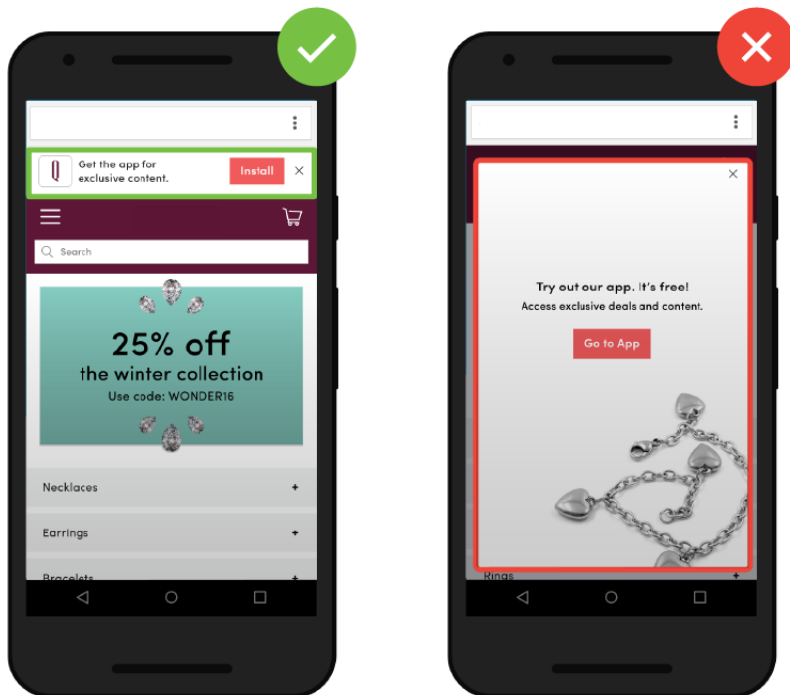 Get the app for
exclusive content.
Install
Search
25% off
the winter collection
Use code: WONDER16
Necklaces
Earrings
Bracelets
Try out our app. It's free!
Access exclusive deals and content.
Go to App
Rings